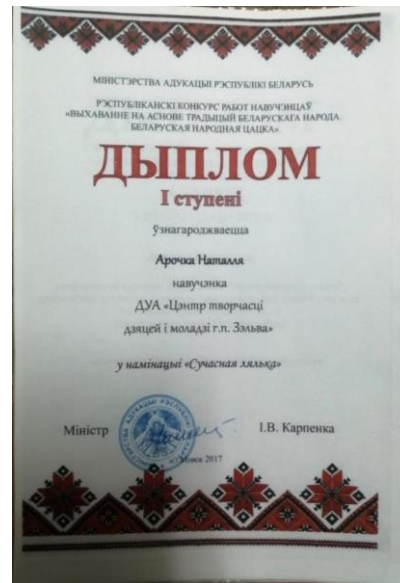 МІНІСТЭРСТВА АДУКАЦЫІ РЭСПУБЛІКІ БЕЛАРУСЬ
РЭСПУБЛІКАНСКІ КОНКУРС РАБОТ НАВУЧЭНЦАЎ
«ВЫХАВАННЕ НА АСНОВЕ ТРАДЫЦЫЙ БЕЛАРУСКАГА НАРОДА.
БЕЛАРУСКАЯ НАРОДНАЯ ЦАЦКА»
ДЫПЛОМ
І ступені
ўзнагароджваецца
Арочка Наталля
навучэнка
ДУА «Цэнтр творчасці
дзяцей і моладзі г.п. Зэльва»
у намінацыі «Сучасная лялька»
Міністр
І.В. Карпенка
Мінск 2017